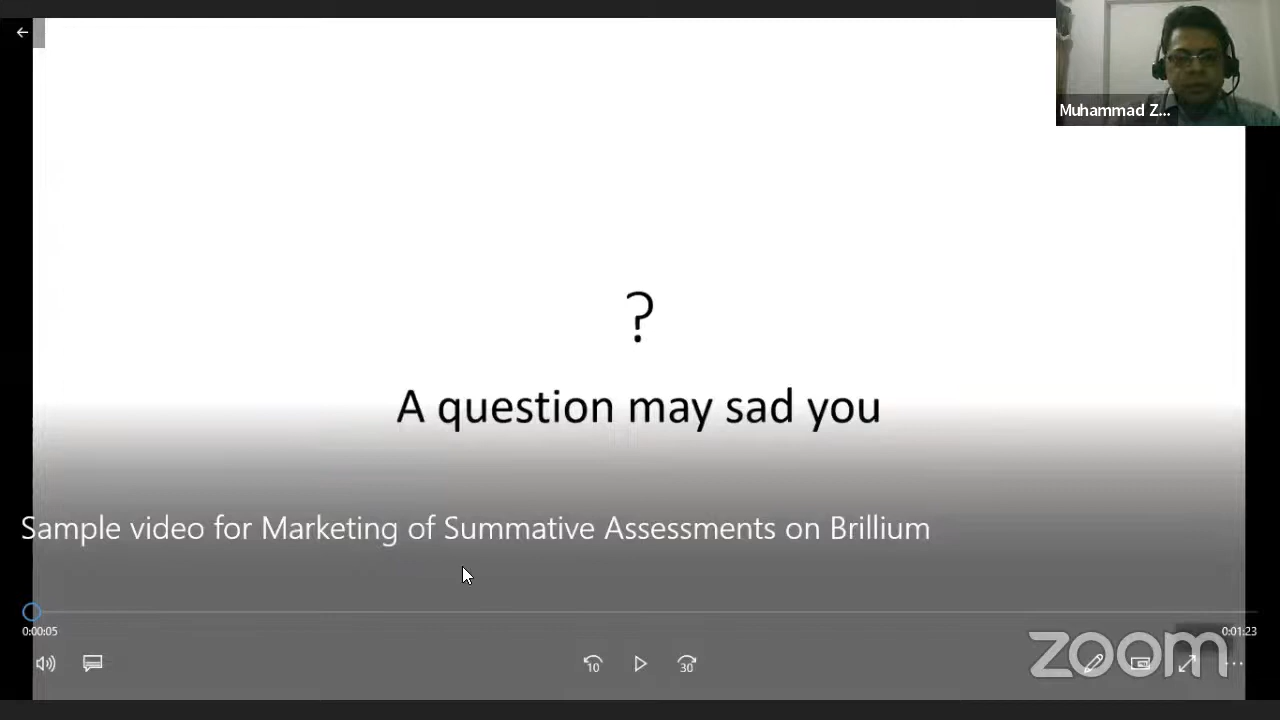 Muhammad Z...
?
A question may sad you
Sample video for Marketing of Summative Assessments on Brillium
0:00:05
0:01:23
10
30
zoom